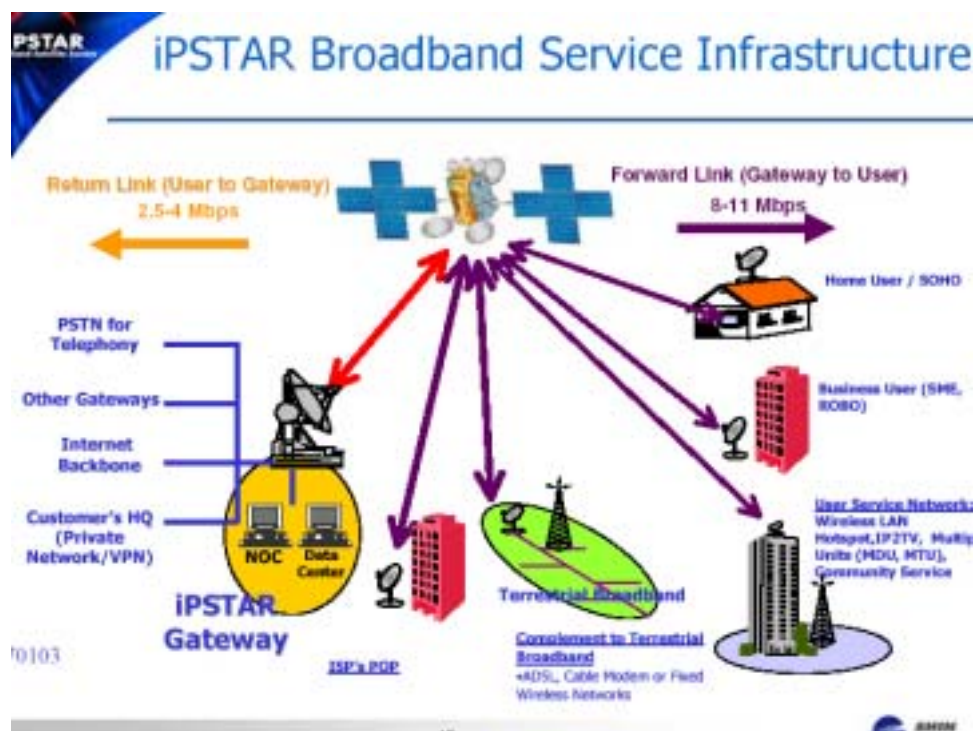 PSTAR
iPSTAR Broadband Service Infrastructure
Return Link (User to Gateway)
2.5-4 Mbps
Forward Link (Gateway to User)
8-11 Mbps
Home User / SOHO
PSTN for
Telephony
Other Gateways
Internet
Backbone
Customer's HQ
(Private
Network/VPN)
NOC
Data
Center
iPSTAR
Gateway
Business User (SME,
ROBO)
User Service Network:
Wireless LAN
Hotspot,IP2TV, Multip
Units (MDU, MTU),
Community Service
Terrestrial Broadband
Complement to Terrestrial
Broadband
•ADSL, Cable Modem or Fixed
Wireless Networks
ISP's POP
70103